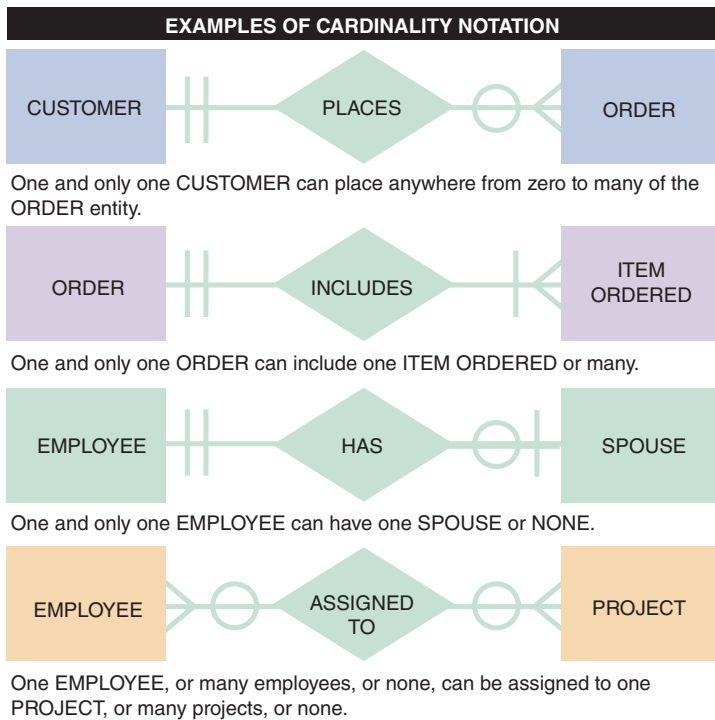 EXAMPLES OF CARDINALITY NOTATION
CUSTOMER
PLACES
ORDER
One and only one CUSTOMER can place anywhere from zero to many of the
ORDER entity.
ORDER
INCLUDES
ITEM
ORDERED
One and only one ORDER can include one ITEM ORDERED or many.
EMPLOYEE
HAS
SPOUSE
One and only one EMPLOYEE can have one SPOUSE or NONE.
EMPLOYEE
ASSIGNED
TO
PROJECT
One EMPLOYEE, or many employees, or none, can be assigned to one
PROJECT, or many projects, or none.